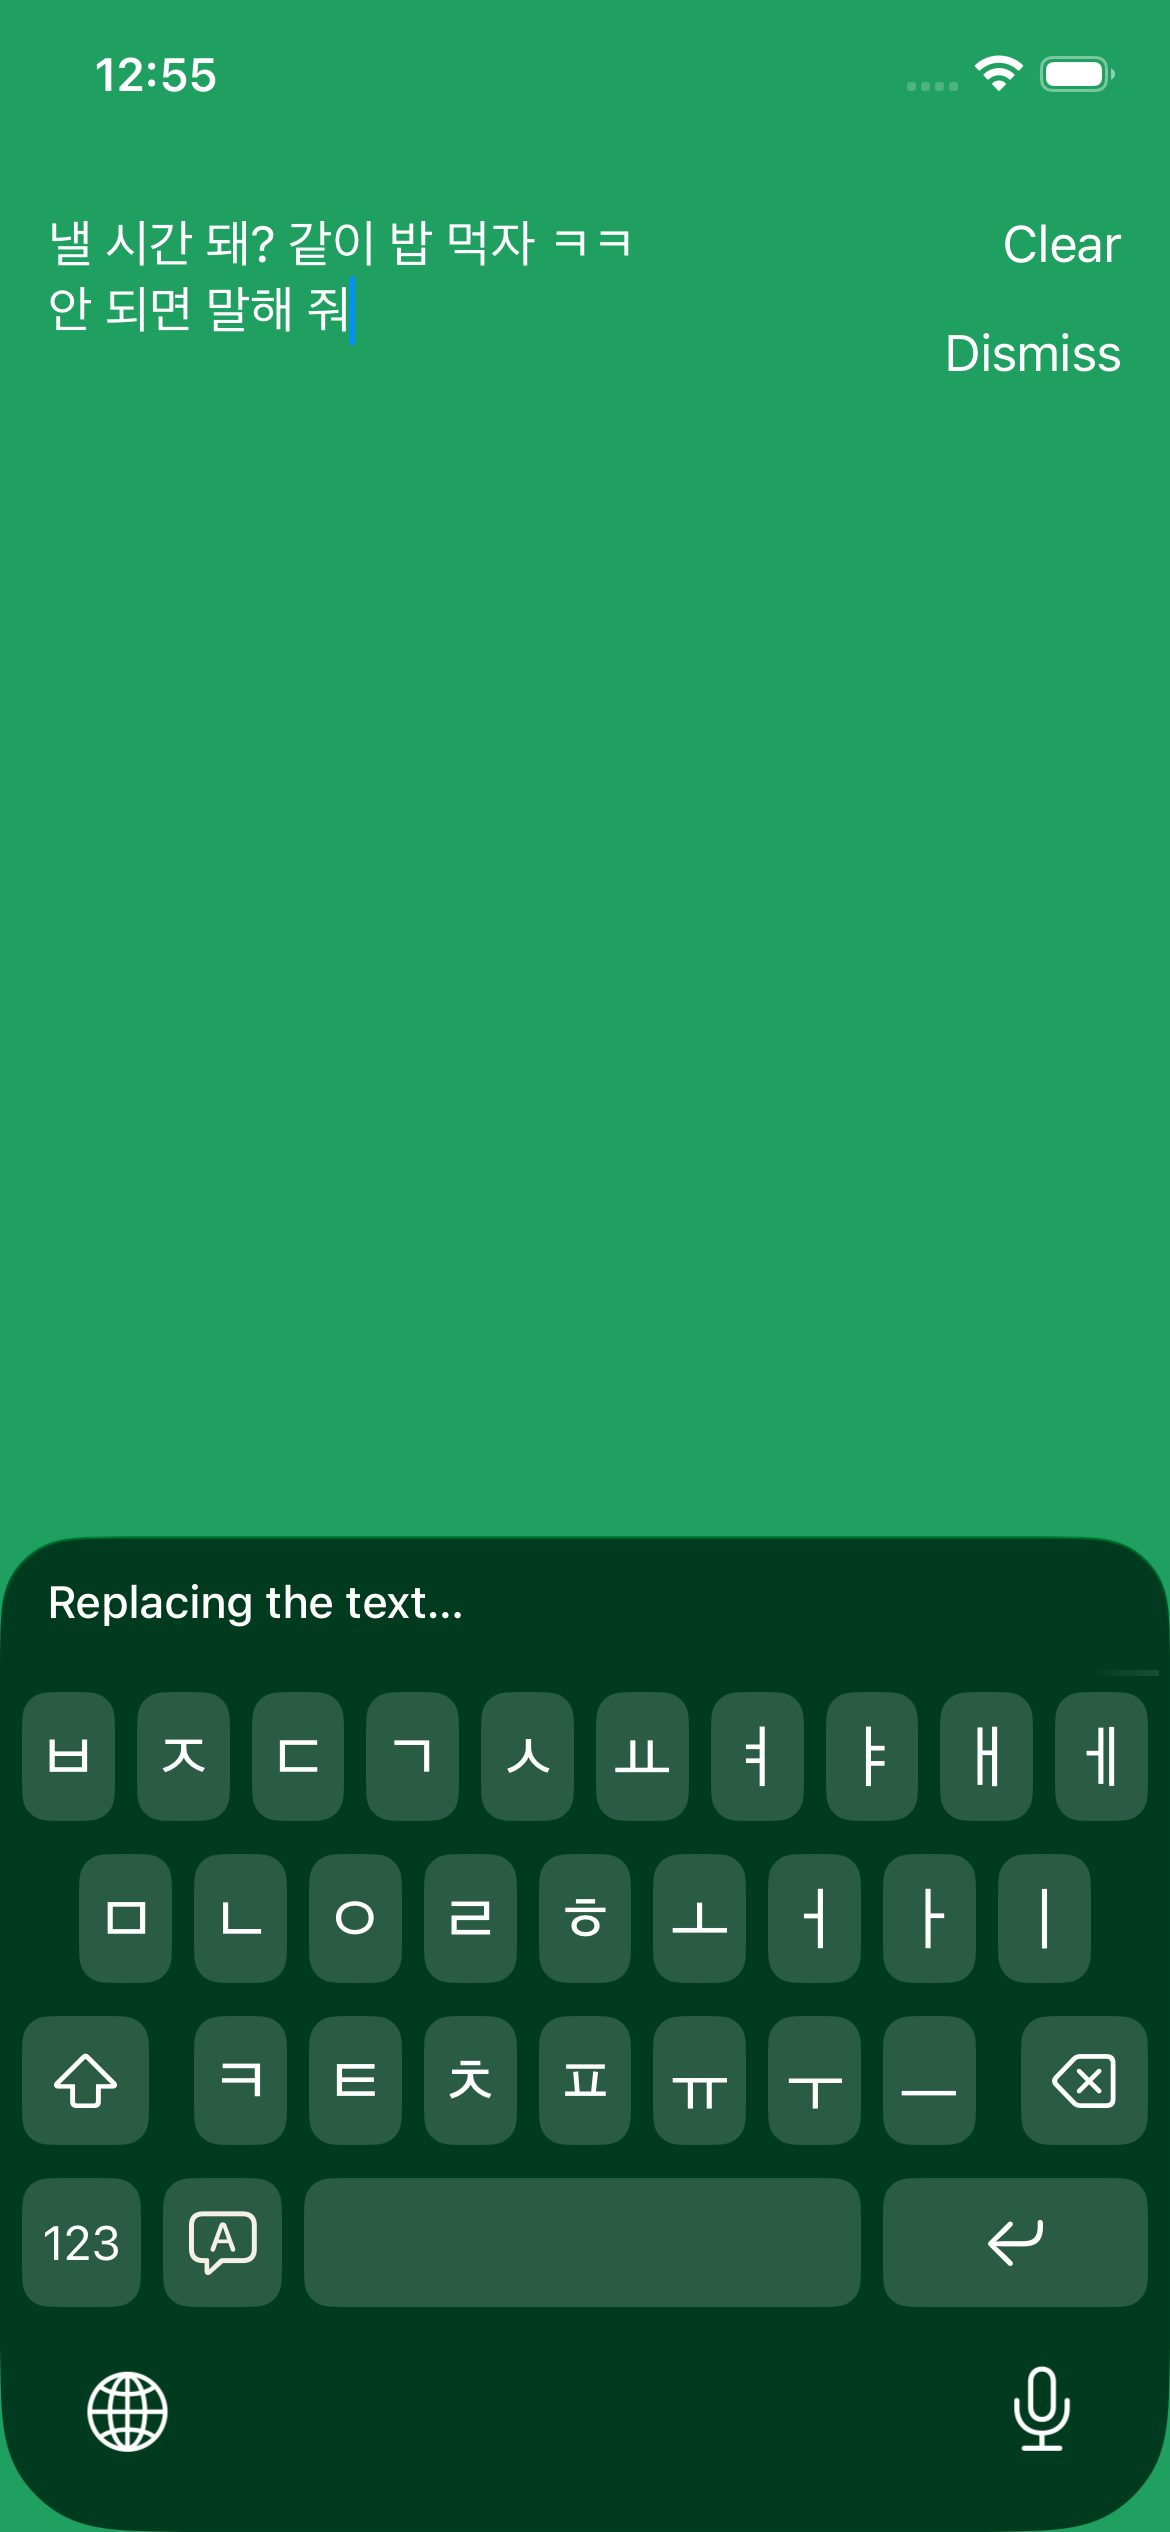 12:55
낼 시간 돼? 같이 밥 먹자 ㅋㅋ
안 되면 말해 줘
Clear
Dismiss
Replacing the text...
ㅂ ㅈ ㄷ ㄱ ㅅ ㅛ ㅕ ㅑ ㅐ ㅔ
ㅁ ㄴ ㅇ ㄹ ㅎ ㅗ ㅓ ㅏ ㅣ
ㅋ ㅌ ㅊ ㅍ ㅠ ㅜ ㅡ
123 A